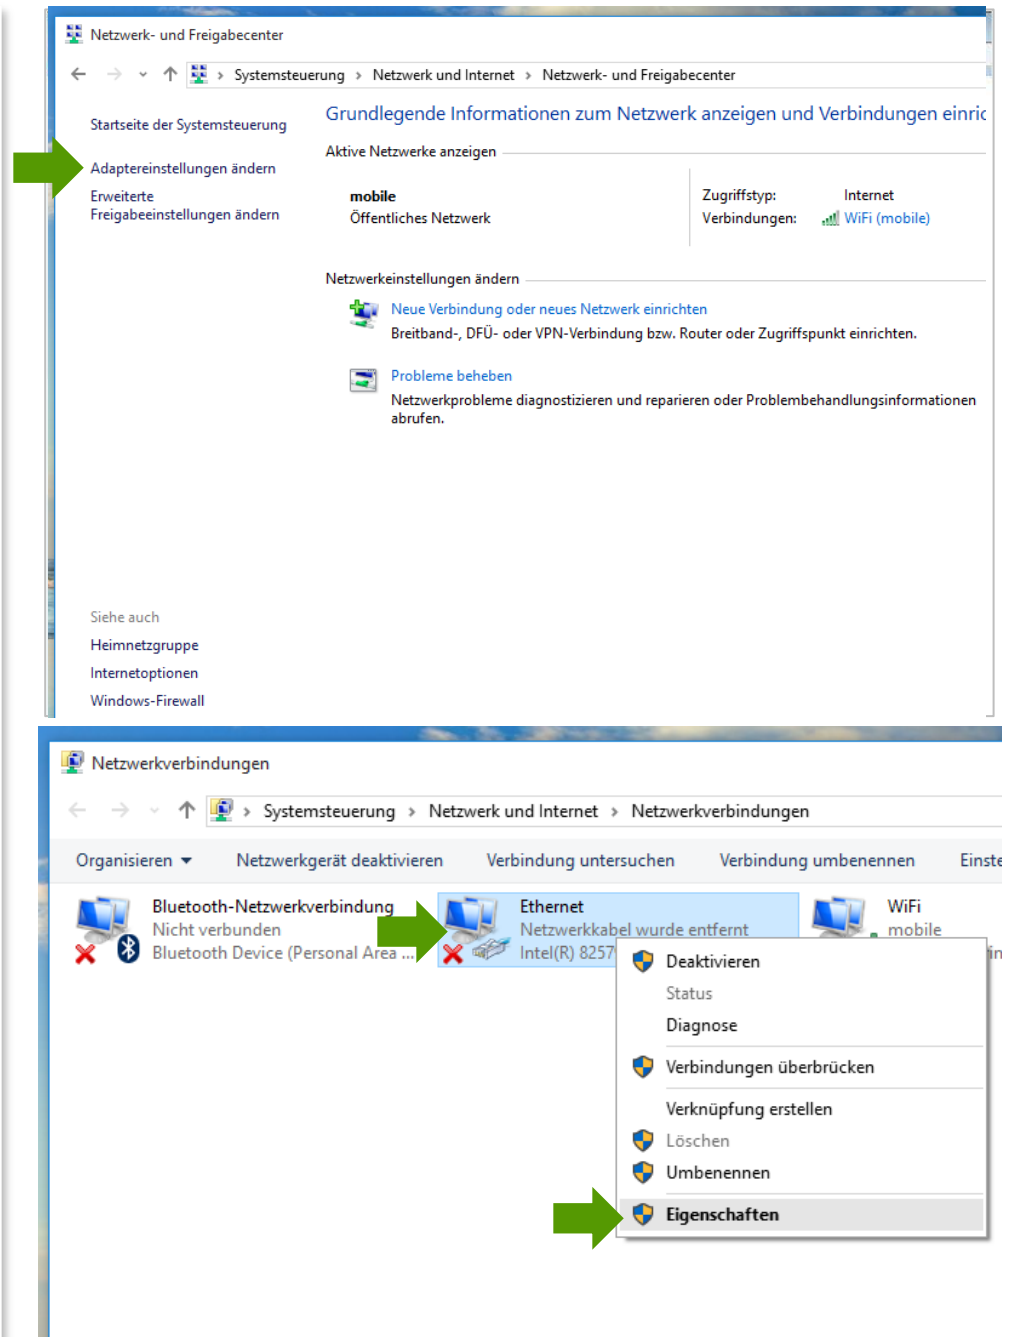 Netzwerk- und Freigabecenter
Systemsteuerung › Netzwerk und Internet › Netzwerk- und Freigabecenter
Startseite der Systemsteuerung
Adaptereinstellungen ändern
Erweiterte
Freigabeeinstellungen ändern
Grundlegende Informationen zum Netzwerk anzeigen und Verbindungen einric
Aktive Netzwerke anzeigen
mobile
Öffentliches Netzwerk
Zugriffstyp: Internet
Verbindungen: WiFi (mobile)
Netzwerkeinstellungen ändern
Neue Verbindung oder neues Netzwerk einrichten
Breitband-, DFÜ- oder VPN-Verbindung bzw. Router oder Zugriffspunkt einrichten.
Probleme beheben
Netzwerkprobleme diagnostizieren und reparieren oder Problembehandlungsinformationen
abrufen.
Siehe auch
Heimnetzgruppe
Internetoptionen
Windows-Firewall
Netzwerkverbindungen
Systemsteuerung › Netzwerk und Internet › Netzwerkverbindungen
Organisieren Netzwerkgerät deaktivieren Verbindung untersuchen Verbindung umbenennen Einste
Bluetooth-Netzwerkverbindung
Nicht verbunden
Bluetooth Device (Personal Area ...
Ethernet
Netzwerkkabel wurde entfernt
Intel(R) 8257
WiFi
mobile
Deaktivieren
Status
Diagnose
Verbindungen überbrücken
Verknüpfung erstellen
Löschen
Umbenennen
Eigenschaften